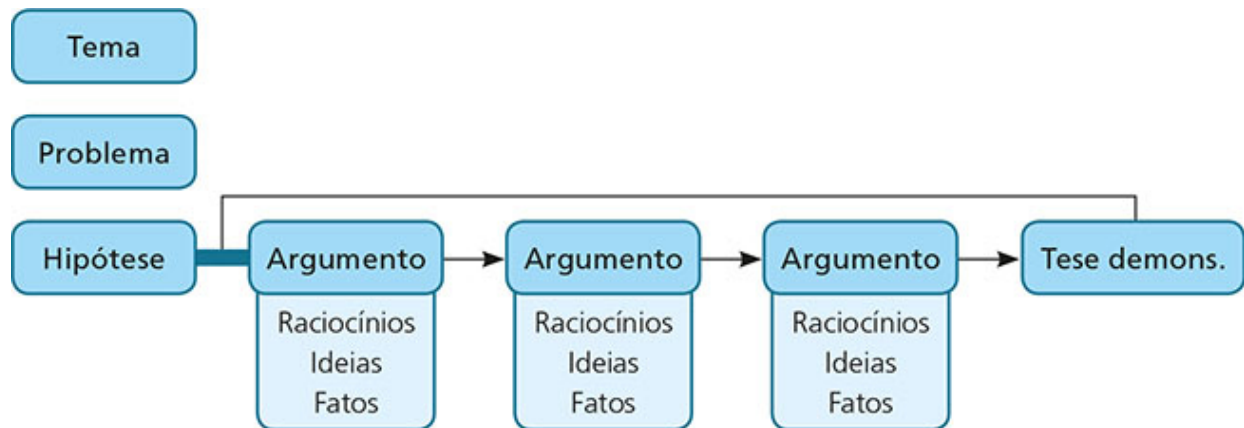 Tema
Problema
Hipótese
Argumento
Raciocínios
Ideias
Fatos
Argumento
Raciocínios
Ideias
Fatos
Argumento
Raciocínios
Ideias
Fatos
Tese demons.